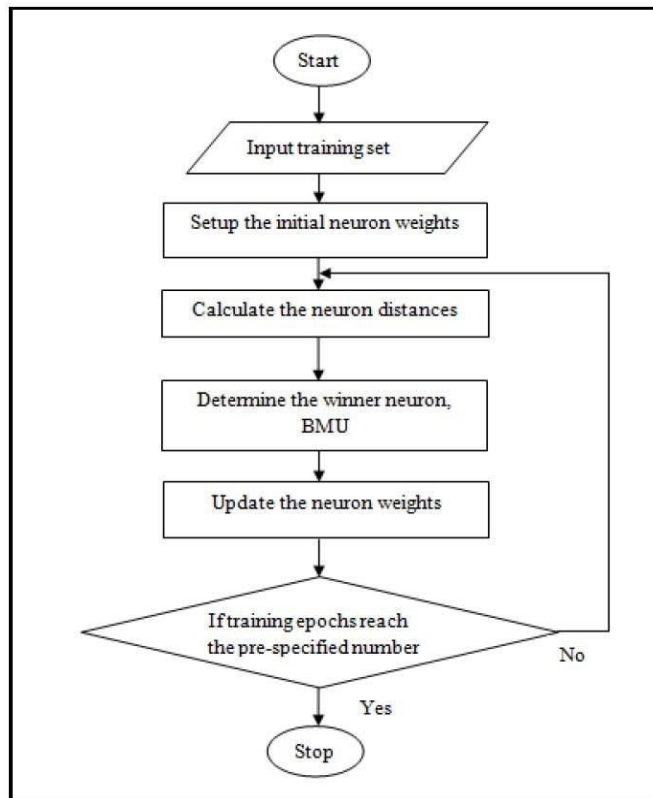 Start
Input training set
Setup the initial neuron weights
Calculate the neuron distances
Determine the winner neuron,
BMU
Update the neuron weights
If training epochs reach
the pre-specified number
No
Yes
Stop